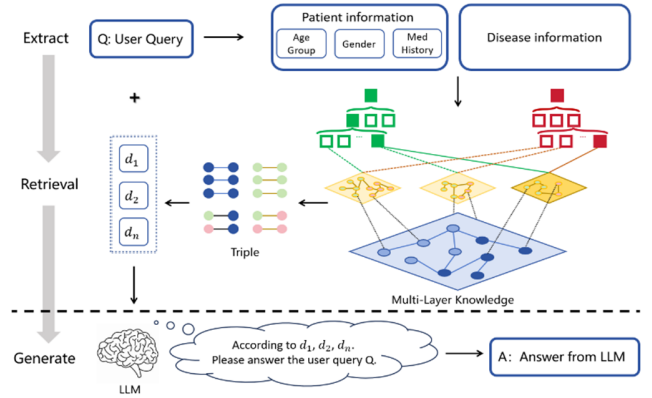 Extract
Q: User Query
Patient information
Age
Group
Gender
Med
History
Disease information
+
Retrieval
d₁
d₂
dₙ
Triple
Multi-Layer Knowledge
Generate
LLM
According to d₁, d₂, dₙ.
Please answer the user query Q.
A: Answer from LLM